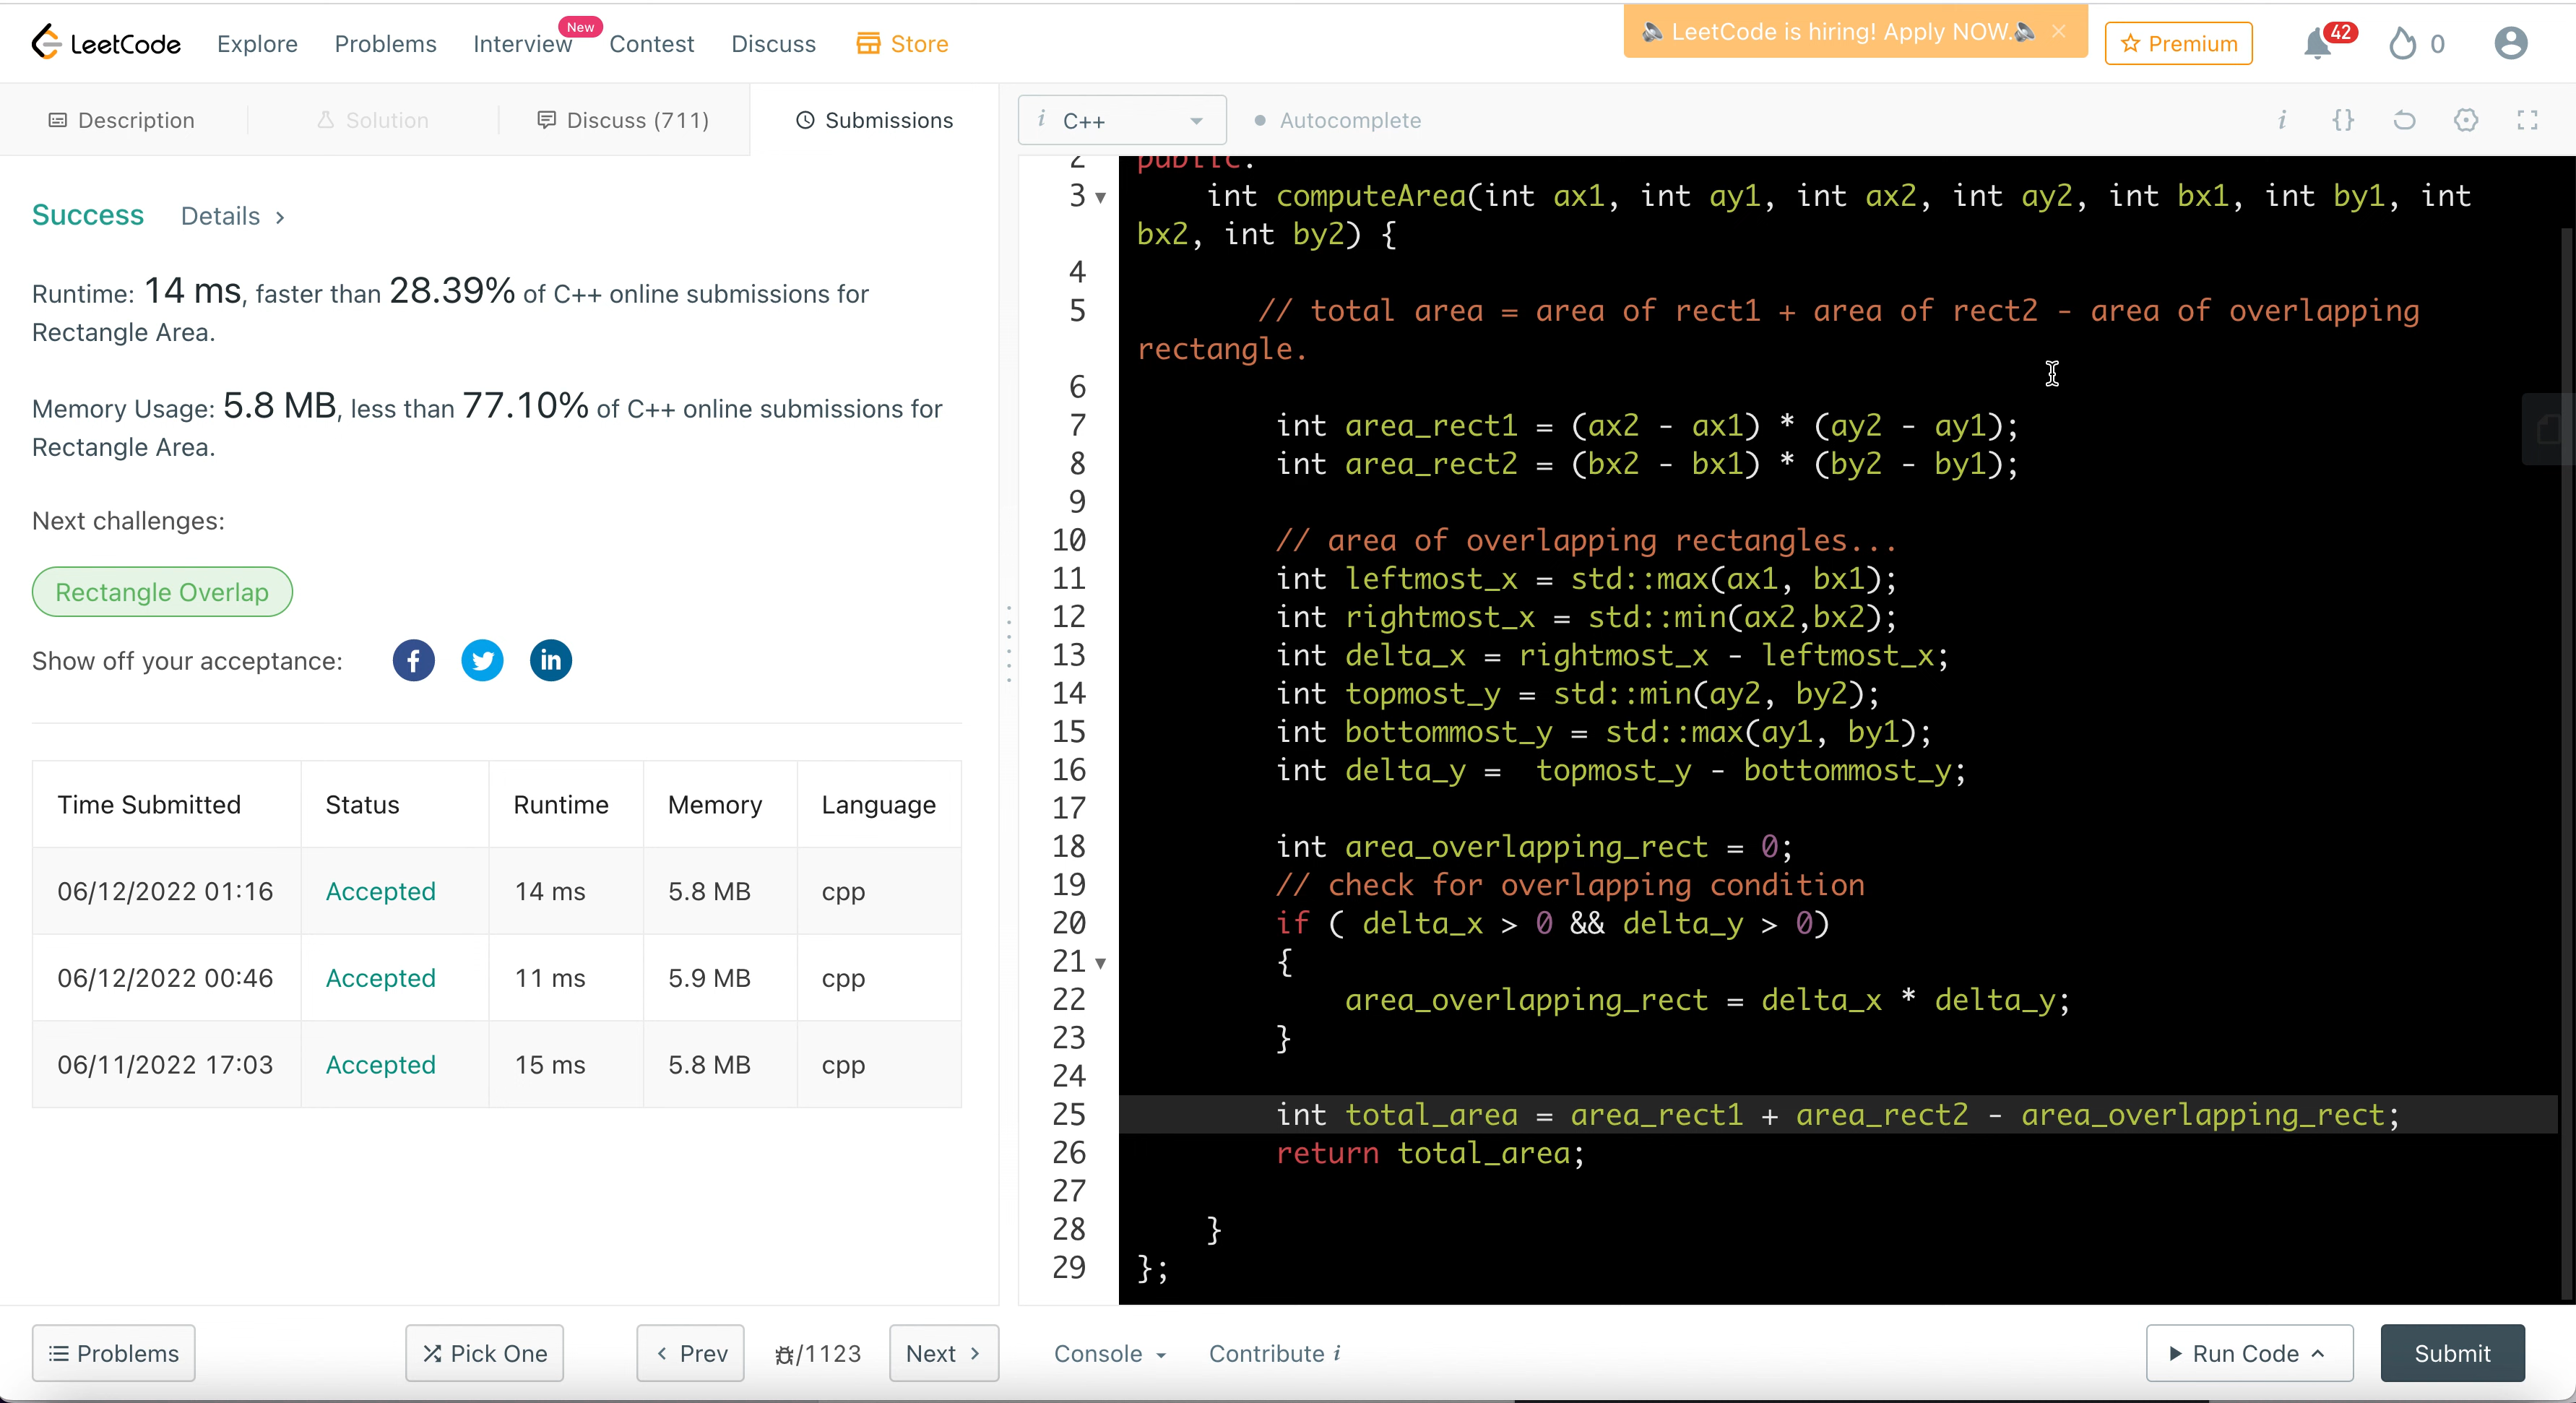 LeetCode
Explore
Problems
Interview
New
Contest
Discuss
Store
LeetCode is hiring! Apply NOW.
Premium
42
0
Description
Solution
Discuss (711)
Submissions
i C++
Autocomplete
i {}
Success Details >
Runtime: 14 ms, faster than 28.39% of C++ online submissions for
Rectangle Area.
Memory Usage: 5.8 MB, less than 77.10% of C++ online submissions for
Rectangle Area.
Next challenges:
Rectangle Overlap
Show off your acceptance:
Time Submitted Status Runtime Memory Language
06/12/2022 01:16 Accepted 14 ms 5.8 MB cpp
06/12/2022 00:46 Accepted 11 ms 5.9 MB cpp
06/11/2022 17:03 Accepted 15 ms 5.8 MB cpp
2 public:
3 int computeArea(int ax1, int ay1, int ax2, int ay2, int bx1, int by1, int
bx2, int by2) {
4
5 // total area = area of rect1 + area of rect2 - area of overlapping
rectangle.
6
7 int area_rect1 = (ax2 - ax1) * (ay2 - ay1);
8 int area_rect2 = (bx2 - bx1) * (by2 - by1);
9
10 // area of overlapping rectangles...
11 int leftmost_x = std::max(ax1, bx1);
12 int rightmost_x = std::min(ax2,bx2);
13 int delta_x = rightmost_x - leftmost_x;
14 int topmost_y = std::min(ay2, by2);
15 int bottommost_y = std::max(ay1, by1);
16 int delta_y =  topmost_y - bottommost_y;
17
18 int area_overlapping_rect = 0;
19 // check for overlapping condition
20 if ( delta_x > 0 && delta_y > 0)
21 {
22 area_overlapping_rect = delta_x * delta_y;
23 }
24
25 int total_area = area_rect1 + area_rect2 - area_overlapping_rect;
26 return total_area;
27
28 }
29 };
Problems
Pick One
< Prev
/1123
Next >
Console
Contribute i
Run Code
Submit